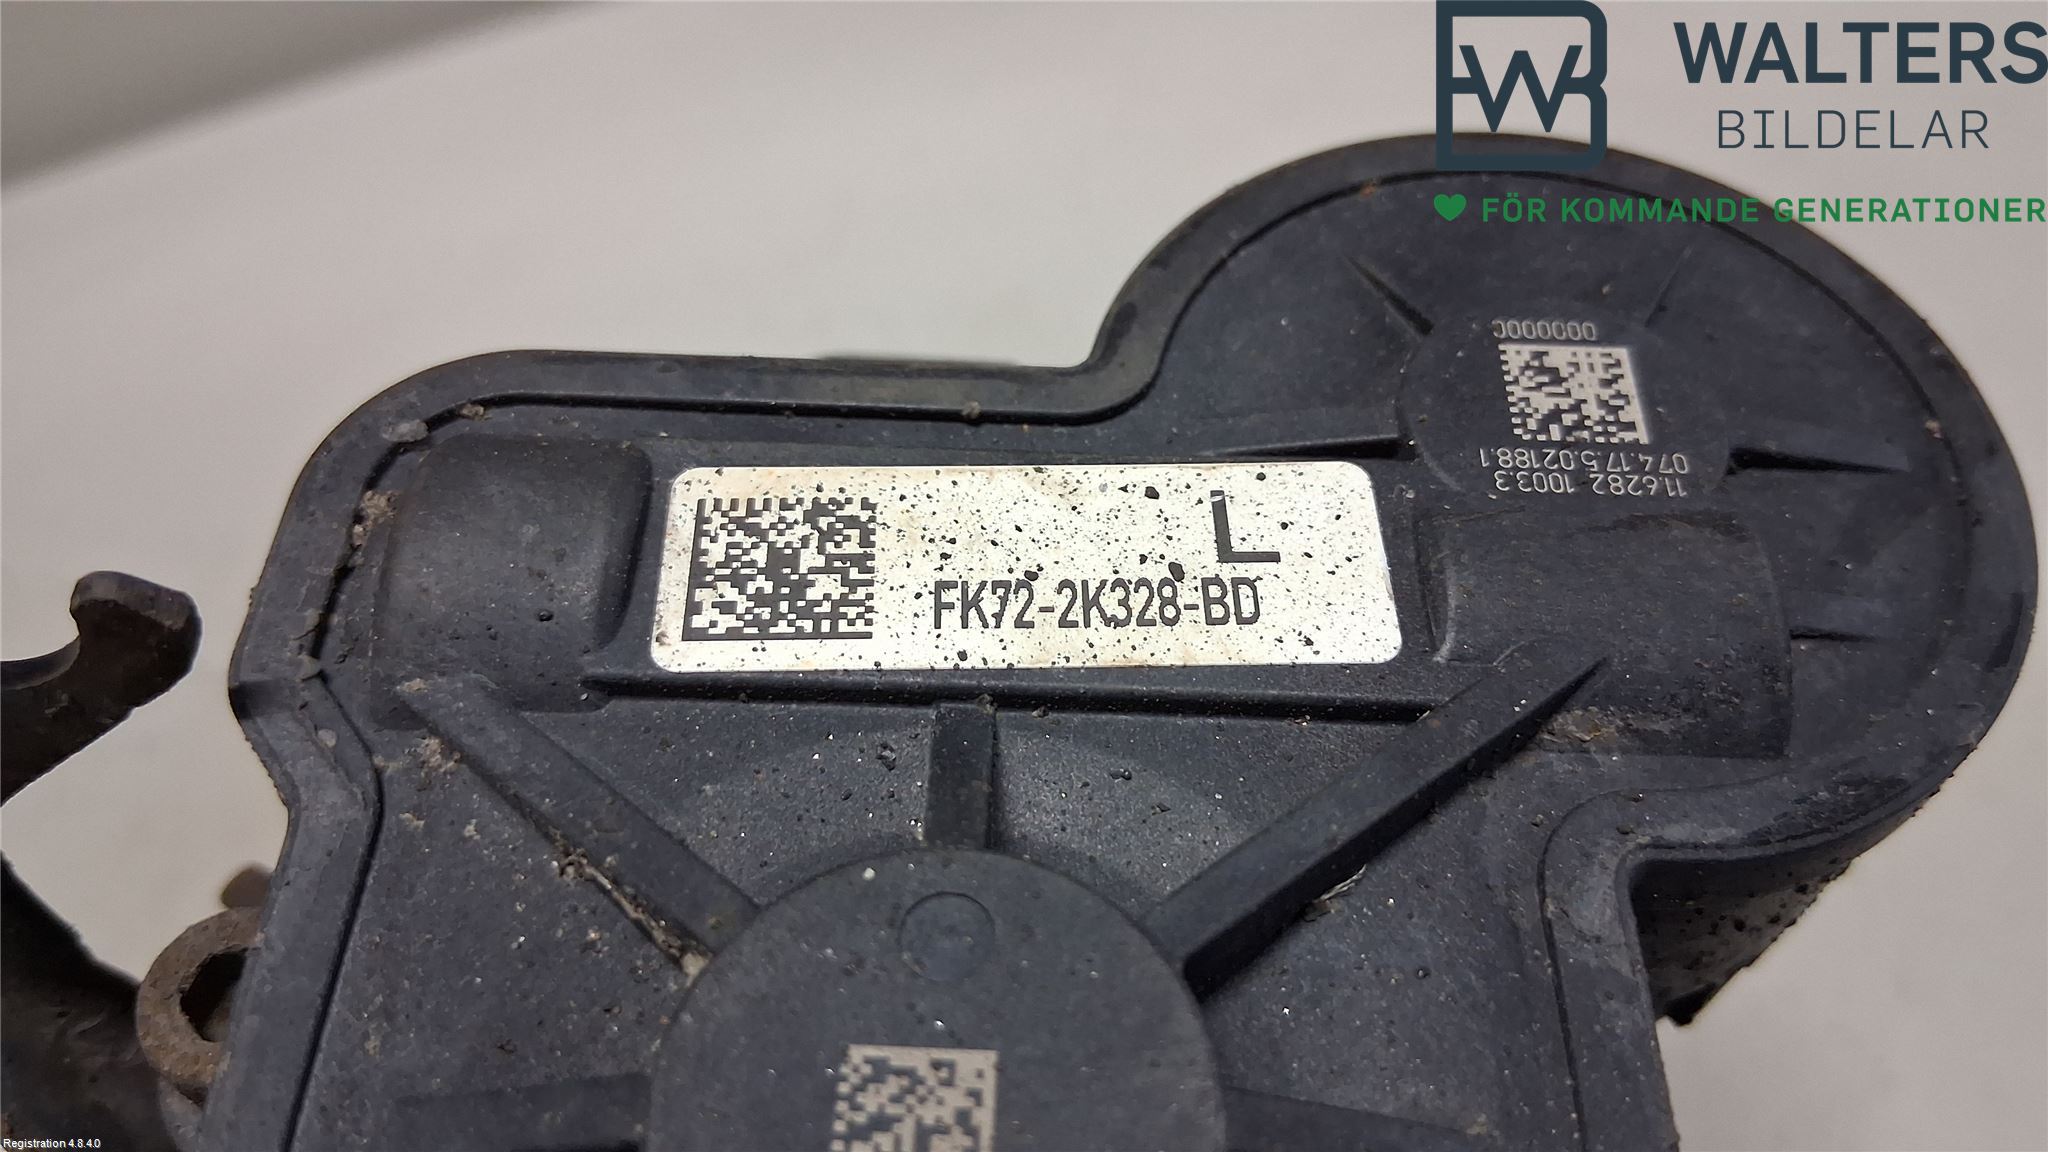 WALTERS
BILDELAR
FÖR KOMMANDE GENERATIONER
000000C
074.17.5.02188.1
11.6282-1003.3
L
FK72-2K328-BD
Registration 4.8.4.0